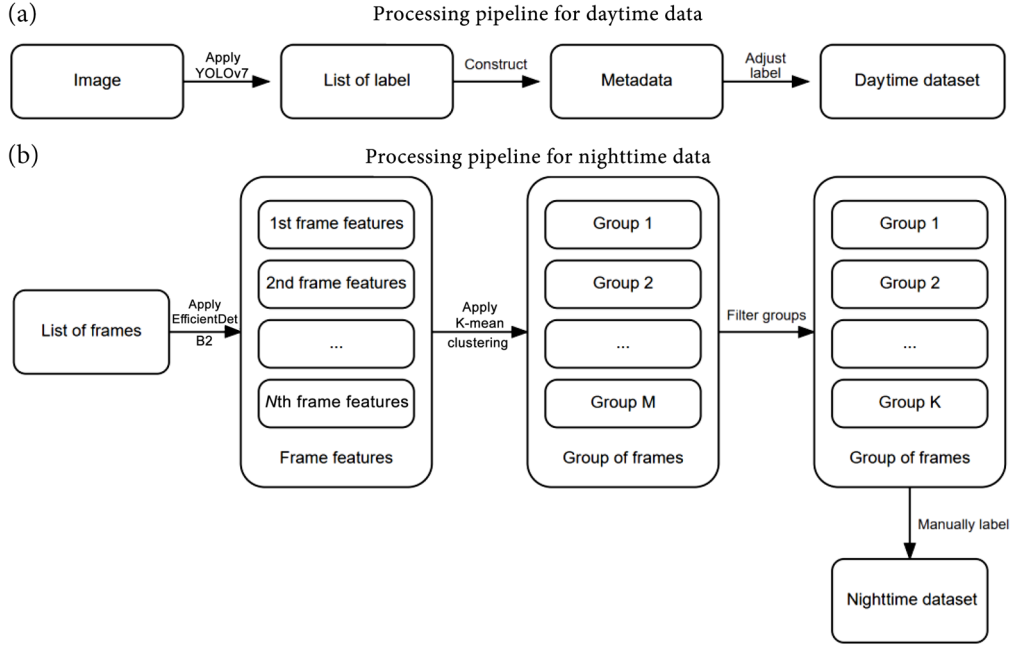 (a)
Processing pipeline for daytime data
Image
Apply
YOLOv7
List of label
Construct
Metadata
Adjust
label
Daytime dataset
(b)
Processing pipeline for nighttime data
List of frames
Apply
EfficientDet
B2
1st frame features
2nd frame features
...
Nth frame features
Frame features
Apply
K-mean
clustering
Group 1
Group 2
...
Group M
Group of frames
Filter groups
Group 1
Group 2
...
Group K
Group of frames
Manually label
Nighttime dataset